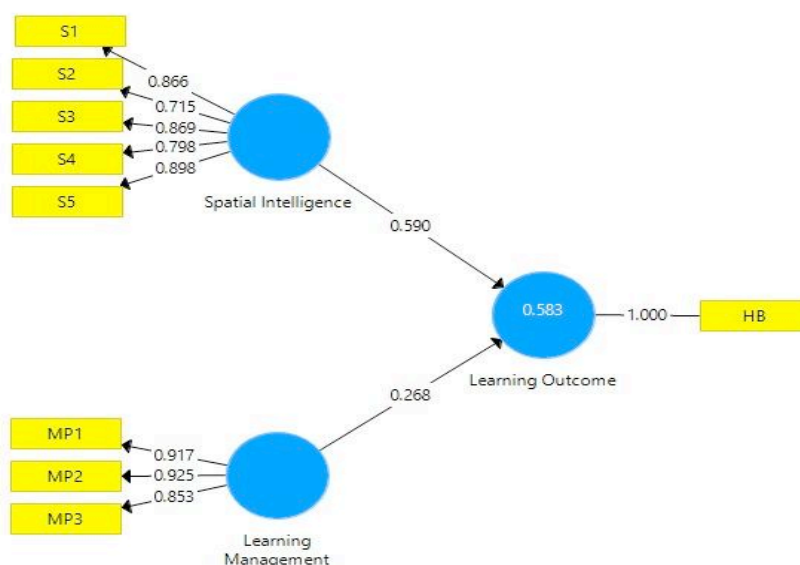 S1
S2
S3
S4
S5
0.866
0.715
0.869
0.798
0.898
Spatial Intelligence
0.590
0.583
1.000
HB
Learning Outcome
0.268
MP1
MP2
MP3
0.917
0.925
0.853
Learning
Management